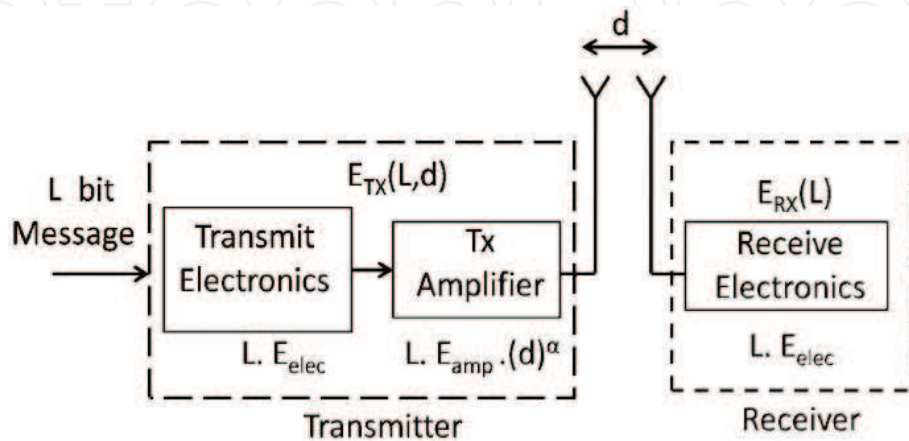 d
E_TX(L,d)
L bit
Message
Transmit
Electronics
Tx
Amplifier
E_RX(L)
Receive
Electronics
L. E_elec
L. E_amp .(d)^α
L. E_elec
Transmitter
Receiver